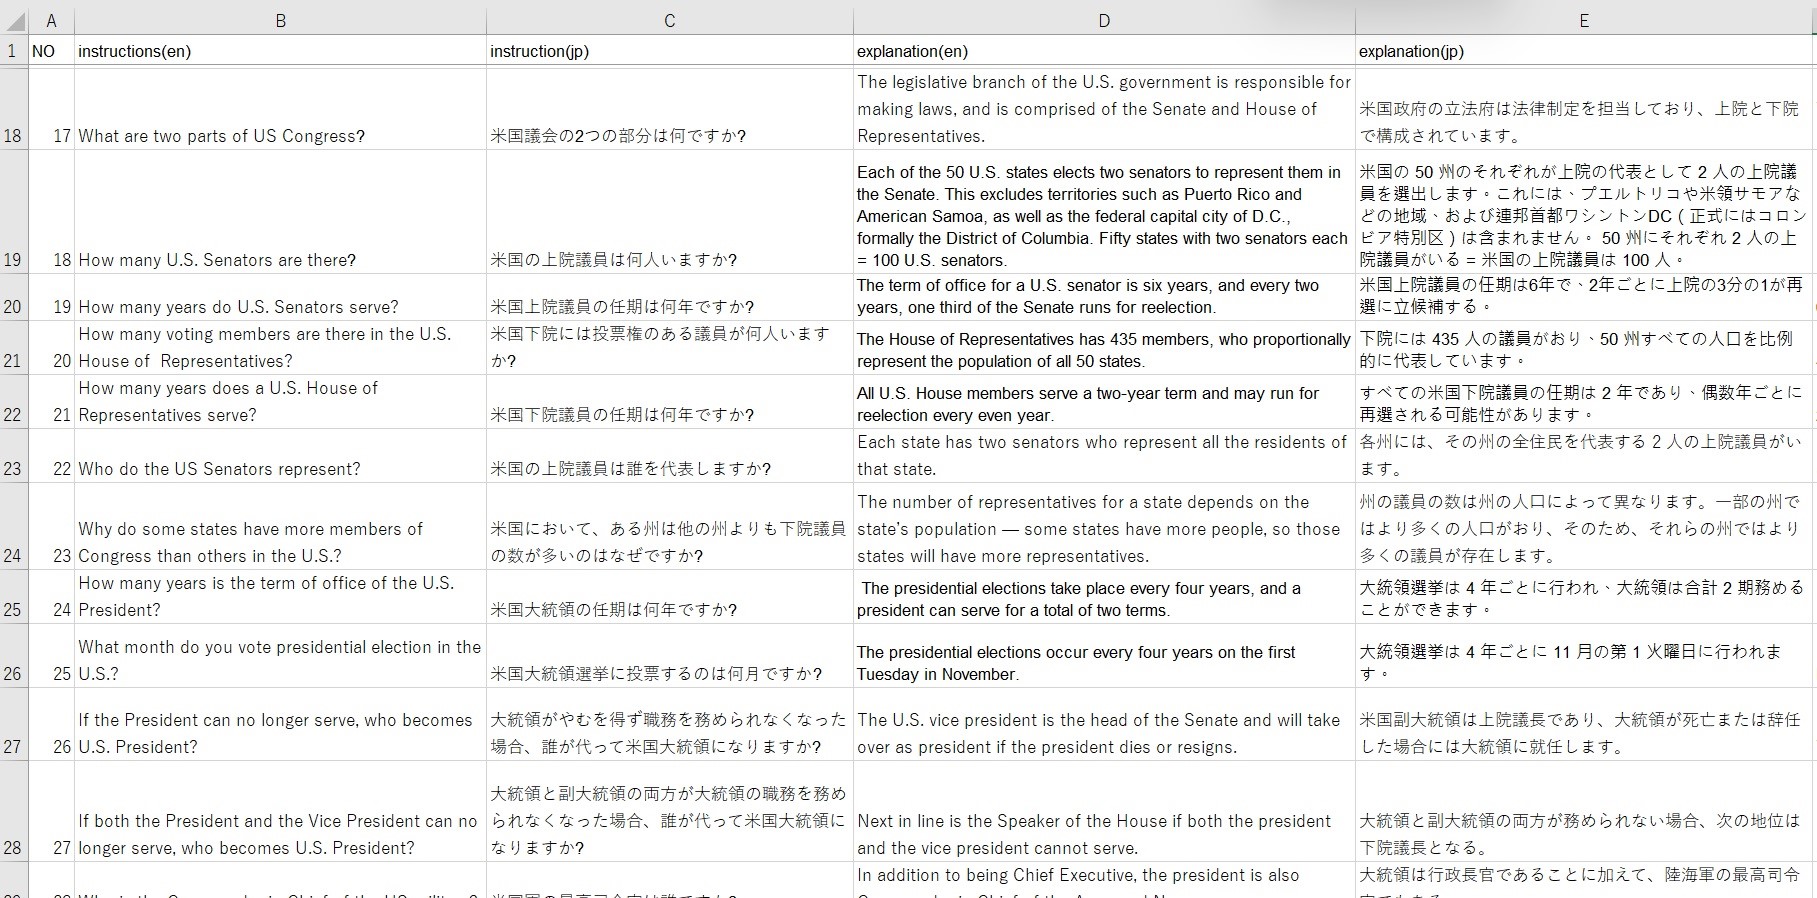 A B C D E
1 NO instructions(en) instruction(jp) explanation(en) explanation(jp)
18 17 What are two parts of US Congress?
米国議会の2つの部分は何ですか?
The legislative branch of the U.S. government is responsible for
making laws, and is comprised of the Senate and House of
Representatives.
米国政府の立法府は法律制定を担当しており、上院と下院
で構成されています。
19 18 How many U.S. Senators are there?
米国の上院議員は何人いますか?
Each of the 50 U.S. states elects two senators to represent them in
the Senate. This excludes territories such as Puerto Rico and
American Samoa, as well as the federal capital city of D.C.,
formally the District of Columbia. Fifty states with two senators each
= 100 U.S. senators.
米国の 50 州のそれぞれが上院の代表として 2 人の上院議
員を選出します。これには、プエルトリコや米領サモアな
どの地域、および連邦首都ワシントンDC ( 正式にはコロン
ビア特別区 ) は含まれません。 50 州にそれぞれ 2 人の上
院議員がいる = 米国の上院議員は 100 人。
20 19 How many years do U.S. Senators serve?
米国上院議員の任期は何年ですか?
The term of office for a U.S. senator is six years, and every two
years, one third of the Senate runs for reelection.
米国上院議員の任期は6年で、2年ごとに上院の3分の1が再
選に立候補する。
How many voting members are there in the U.S.
21 20 House of  Representatives?
米国下院には投票権のある議員が何人います
か?
The House of Representatives has 435 members, who proportionally
represent the population of all 50 states.
下院には 435 人の議員がおり、50 州すべての人口を比例
的に代表しています。
How many years does a U.S. House of
22 21 Representatives serve?
米国下院議員の任期は何年ですか?
All U.S. House members serve a two-year term and may run for
reelection every even year.
すべての米国下院議員の任期は 2 年であり、偶数年ごとに
再選される可能性があります。
23 22 Who do the US Senators represent?
米国の上院議員は誰を代表しますか?
Each state has two senators who represent all the residents of
that state.
各州には、その州の全住民を代表する 2 人の上院議員がい
ます。
Why do some states have more members of
24 23 Congress than others in the U.S.?
米国において、ある州は他の州よりも下院議員
の数が多いのはなぜですか?
The number of representatives for a state depends on the
state's population — some states have more people, so those
states will have more representatives.
州の議員の数は州の人口によって異なります。一部の州で
はより多くの人口がおり、そのため、それらの州ではより
多くの議員が存在します。
How many years is the term of office of the U.S.
25 24 President?
米国大統領の任期は何年ですか?
The presidential elections take place every four years, and a
president can serve for a total of two terms.
大統領選挙は 4 年ごとに行われ、大統領は合計 2 期務める
ことができます。
What month do you vote presidential election in the
26 25 U.S.?
米国大統領選挙に投票するのは何月ですか?
The presidential elections occur every four years on the first
Tuesday in November.
大統領選挙は 4 年ごとに 11 月の第 1 火曜日に行われま
す。
If the President can no longer serve, who becomes
27 26 U.S. President?
大統領がやむを得ず職務を務められなくなった
場合、誰が代って米国大統領になりますか?
The U.S. vice president is the head of the Senate and will take
over as president if the president dies or resigns.
米国副大統領は上院議長であり、大統領が死亡または辞任
した場合には大統領に就任します。
If both the President and the Vice President can no
28 27 longer serve, who becomes U.S. President?
大統領と副大統領の両方が大統領の職務を務め
られなくなった場合、誰が代って米国大統領に
なりますか?
Next in line is the Speaker of the House if both the president
and the vice president cannot serve.
大統領と副大統領の両方が務められない場合、次の地位は
下院議長となる。
In addition to being Chief Executive, the president is also
大統領は行政長官であることに加えて、陸海軍の最高司令